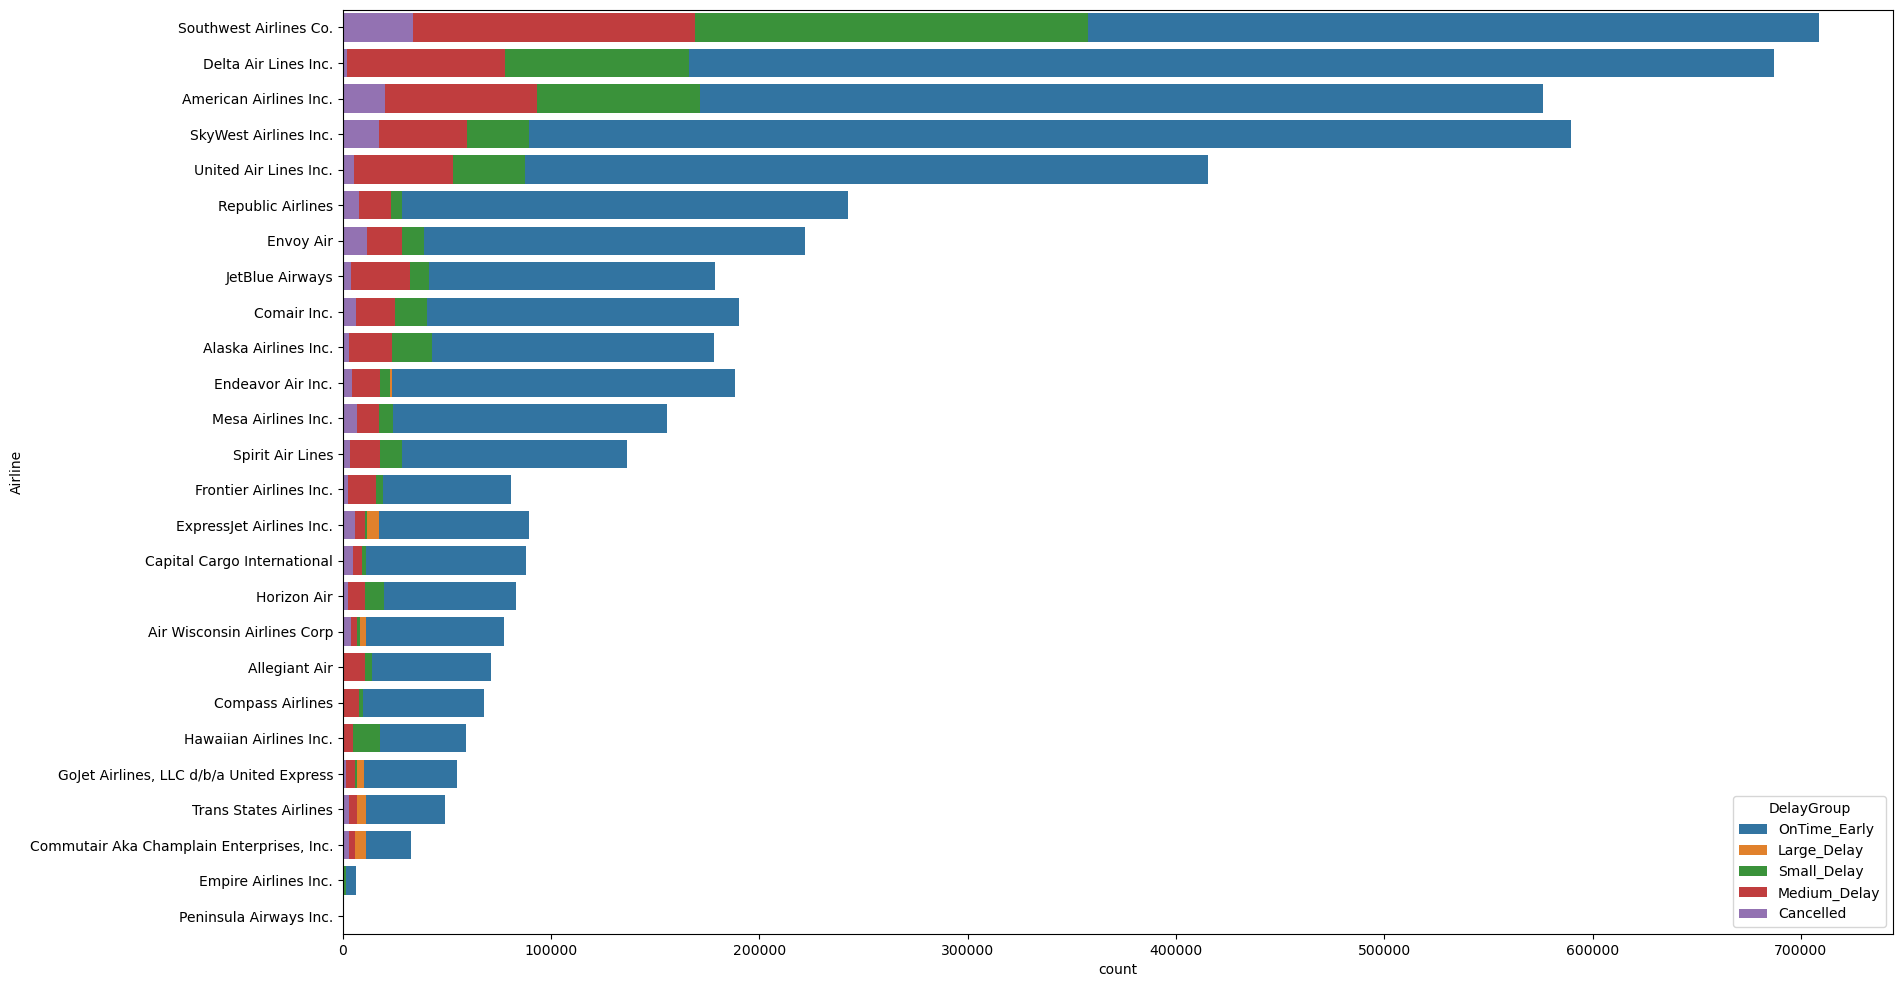 Southwest Airlines Co.
Delta Air Lines Inc.
American Airlines Inc.
SkyWest Airlines Inc.
United Air Lines Inc.
Republic Airlines
Envoy Air
JetBlue Airways
Comair Inc.
Alaska Airlines Inc.
Endeavor Air Inc.
Mesa Airlines Inc.
Spirit Air Lines
Frontier Airlines Inc.
ExpressJet Airlines Inc.
Capital Cargo International
Horizon Air
Air Wisconsin Airlines Corp
Allegiant Air
Compass Airlines
Hawaiian Airlines Inc.
GoJet Airlines, LLC d/b/a United Express
Trans States Airlines
Commutair Aka Champlain Enterprises, Inc.
Empire Airlines Inc.
Peninsula Airways Inc.
Airline
DelayGroup
OnTime_Early
Large_Delay
Small_Delay
Medium_Delay
Cancelled
0 100000 200000 300000 400000 500000 600000 700000
count